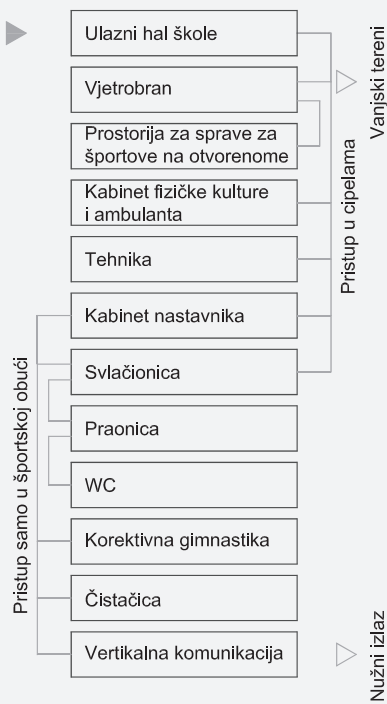 Ulazni hal škole
Vjetrobran
Prostorija za sprave za
športove na otvorenome
Kabinet fizičke kulture
i ambulanta
Tehnika
Kabinet nastavnika
Svlačionica
Praonica
WC
Korektivna gimnastika
Čistačica
Vertikalna komunikacija
Pristup samo u športskoj obući
Pristup u cipelama
Vanjski tereni
Nužni izlaz